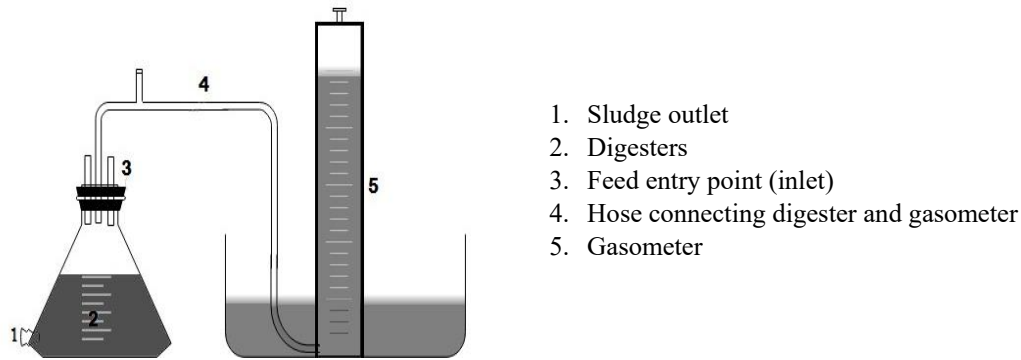 4
3
5
2
1
1. Sludge outlet
2. Digesters
3. Feed entry point (inlet)
4. Hose connecting digester and gasometer
5. Gasometer